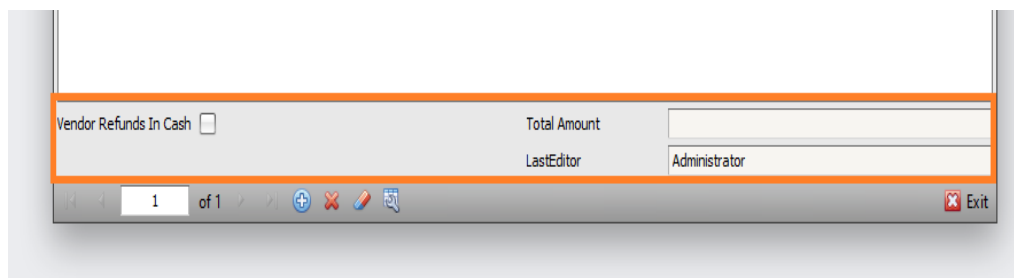 Vendor Refunds In Cash Total Amount
LastEditor Administrator
1 of 1 Exit